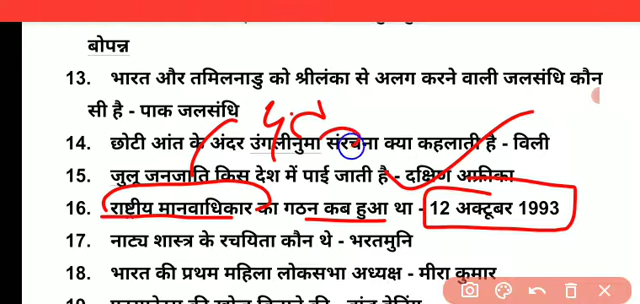 बोपन्न
13. भारत और तमिलनाडु को श्रीलंका से अलग करने वाली जलसंधि कौन
सी है - पाक जलसंधि
14. छोटी आंत के अंदर उंगलीनुमा संरचना क्या कहलाती है - विली
15. जुलू जनजाति किस देश में पाई जाती है - दक्षिण अफ्रीका
16. राष्ट्रीय मानवाधिकार का गठन कब हुआ था - 12 अक्टूबर 1993
17. नाट्य शास्त्र के रचयिता कौन थे - भरतमुनि
18. भारत की प्रथम महिला लोकसभा अध्यक्ष - मीरा कुमार